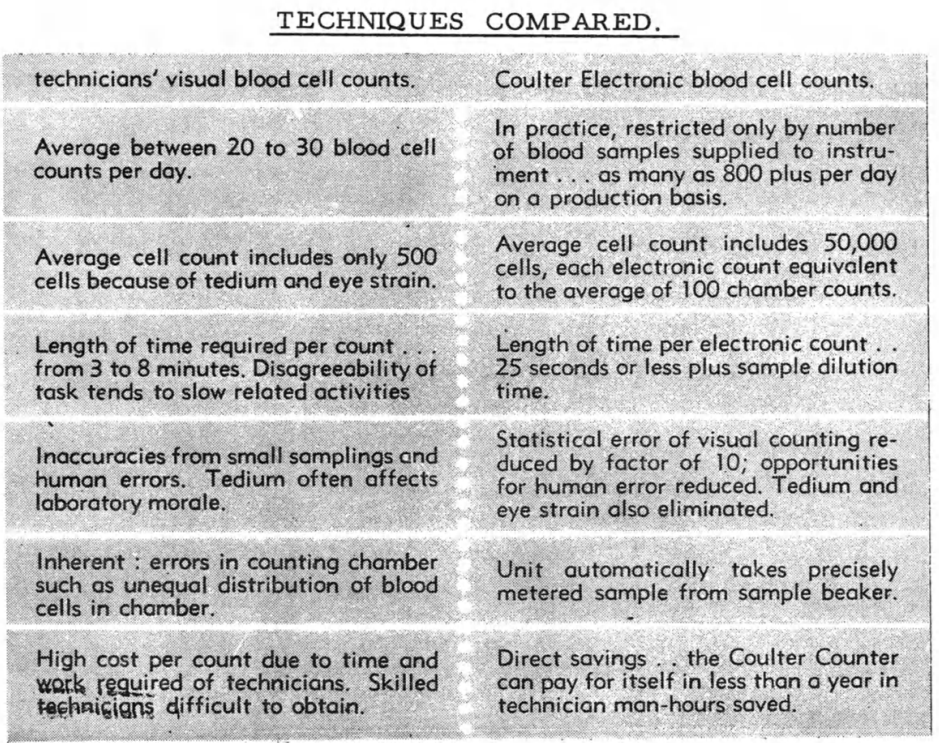 TECHNIQUES COMPARED.
technicians' visual blood cell counts.
Coulter Electronic blood cell counts.
Average between 20 to 30 blood cell
counts per day.
In practice, restricted only by number
of blood samples supplied to instru-
ment . . . as many as 800 plus per day
on a production basis.
Average cell count includes only 500
cells because of tedium and eye strain.
Average cell count includes 50,000
cells, each electronic count equivalent
to the average of 100 chamber counts.
Length of time required per count . . .
from 3 to 8 minutes. Disagreeability of
task tends to slow related activities
Length of time per electronic count . .
25 seconds or less plus sample dilution
time.
Inaccuracies from small samplings and
human errors. Tedium often affects
laboratory morale.
Statistical error of visual counting re-
duced by factor of 10; opportunities
for human error reduced. Tedium and
eye strain also eliminated.
Inherent : errors in counting chamber
such as unequal distribution of blood
cells in chamber.
Unit automatically takes precisely
metered sample from sample beaker.
High cost per count due to time and
work required of technicians. Skilled
technicians difficult to obtain.
Direct savings . . the Coulter Counter
can pay for itself in less than a year in
technician man-hours saved.